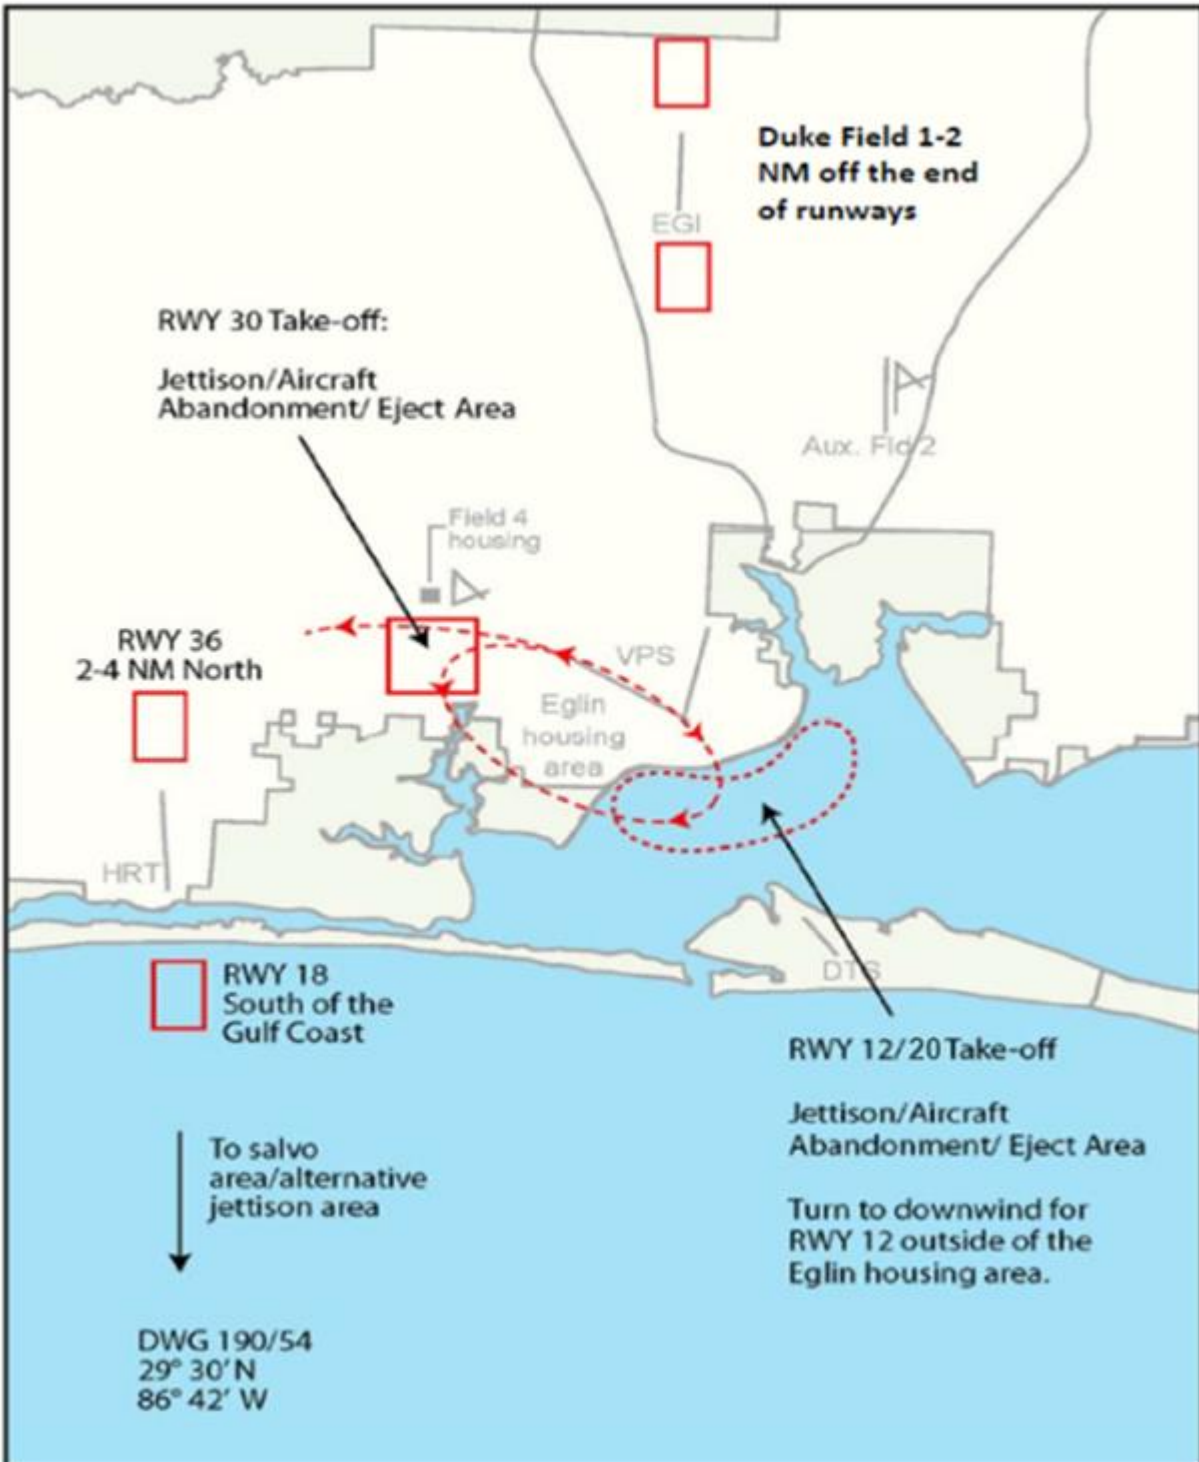 Duke Field 1-2
NM off the end
of runways
EGI
RWY 30 Take-off:
Jettison/Aircraft
Abandonment/ Eject Area
Aux. Fld 2
Field 4
housing
RWY 36
2-4 NM North
VPS
Eglin
housing
area
HRT
RWY 18
South of the
Gulf Coast
DTS
RWY 12/20 Take-off
Jettison/Aircraft
Abandonment/ Eject Area
Turn to downwind for
RWY 12 outside of the
Eglin housing area.
To salvo
area/alternative
jettison area
DWG 190/54
29° 30' N
86° 42' W